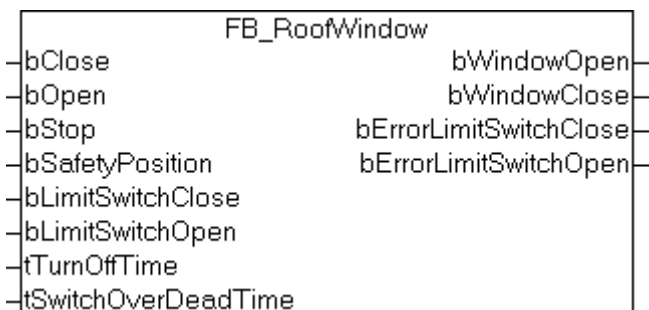 FB_RoofWindow
bClose bWindowOpen
bOpen bWindowClose
bStop bErrorLimitSwitchClose
bSafetyPosition bErrorLimitSwitchOpen
bLimitSwitchClose
bLimitSwitchOpen
tTurnOffTime
tSwitchOverDeadTime